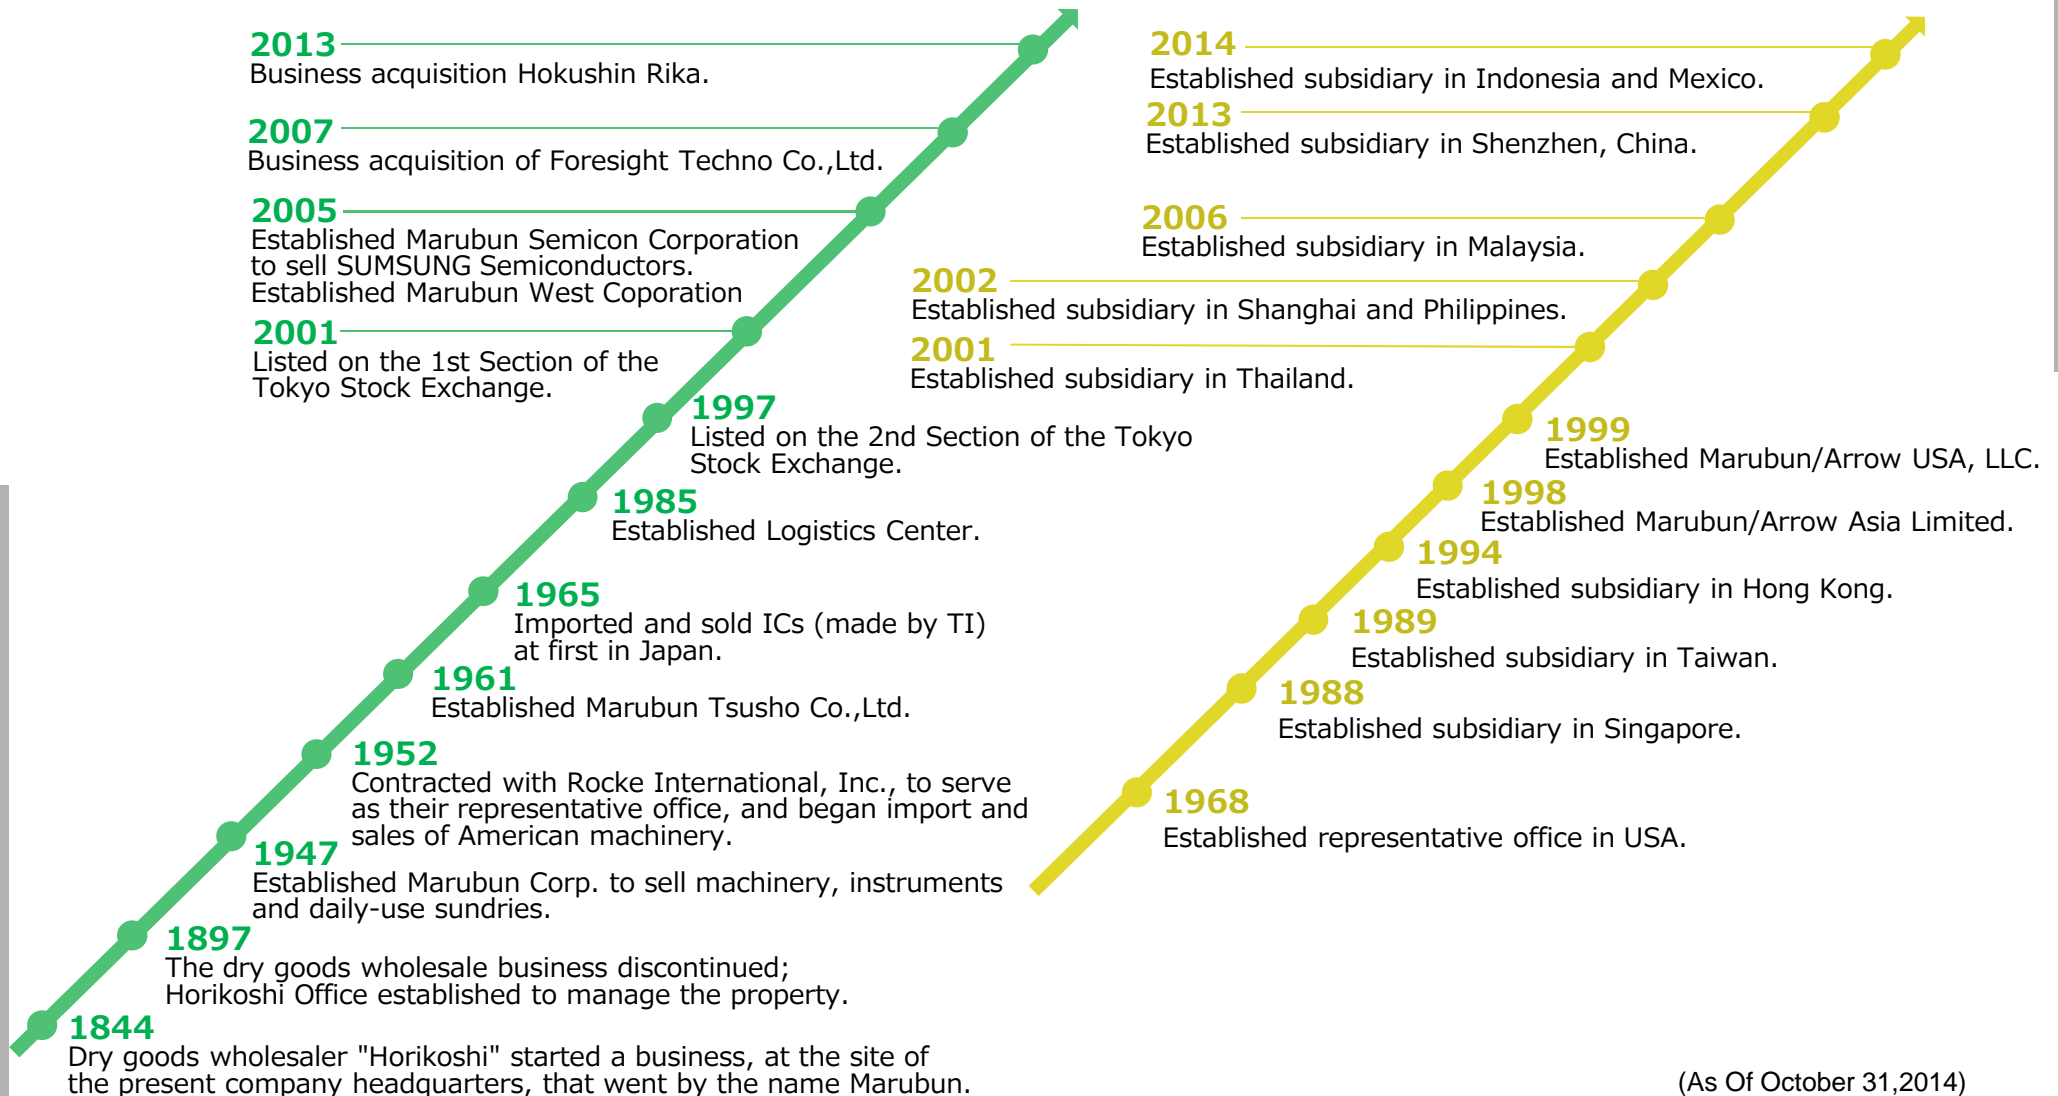 2013
Business acquisition Hokushin Rika.
2007
Business acquisition of Foresight Techno Co.,Ltd.
2005
Established Marubun Semicon Corporation
to sell SUMSUNG Semiconductors.
Established Marubun West Coporation
2001
Listed on the 1st Section of the
Tokyo Stock Exchange.
1997
Listed on the 2nd Section of the Tokyo
Stock Exchange.
1985
Established Logistics Center.
1965
Imported and sold ICs (made by TI)
at first in Japan.
1961
Established Marubun Tsusho Co.,Ltd.
1952
Contracted with Rocke International, Inc., to serve
as their representative office, and began import and
sales of American machinery.
1947
Established Marubun Corp. to sell machinery, instruments
and daily-use sundries.
1897
The dry goods wholesale business discontinued;
Horikoshi Office established to manage the property.
1844
Dry goods wholesaler "Horikoshi" started a business, at the site of
the present company headquarters, that went by the name Marubun.
2014
Established subsidiary in Indonesia and Mexico.
2013
Established subsidiary in Shenzhen, China.
2006
Established subsidiary in Malaysia.
2002
Established subsidiary in Shanghai and Philippines.
2001
Established subsidiary in Thailand.
1999
Established Marubun/Arrow USA, LLC.
1998
Established Marubun/Arrow Asia Limited.
1994
Established subsidiary in Hong Kong.
1989
Established subsidiary in Taiwan.
1988
Established subsidiary in Singapore.
1968
Established representative office in USA.
(As Of October 31,2014)